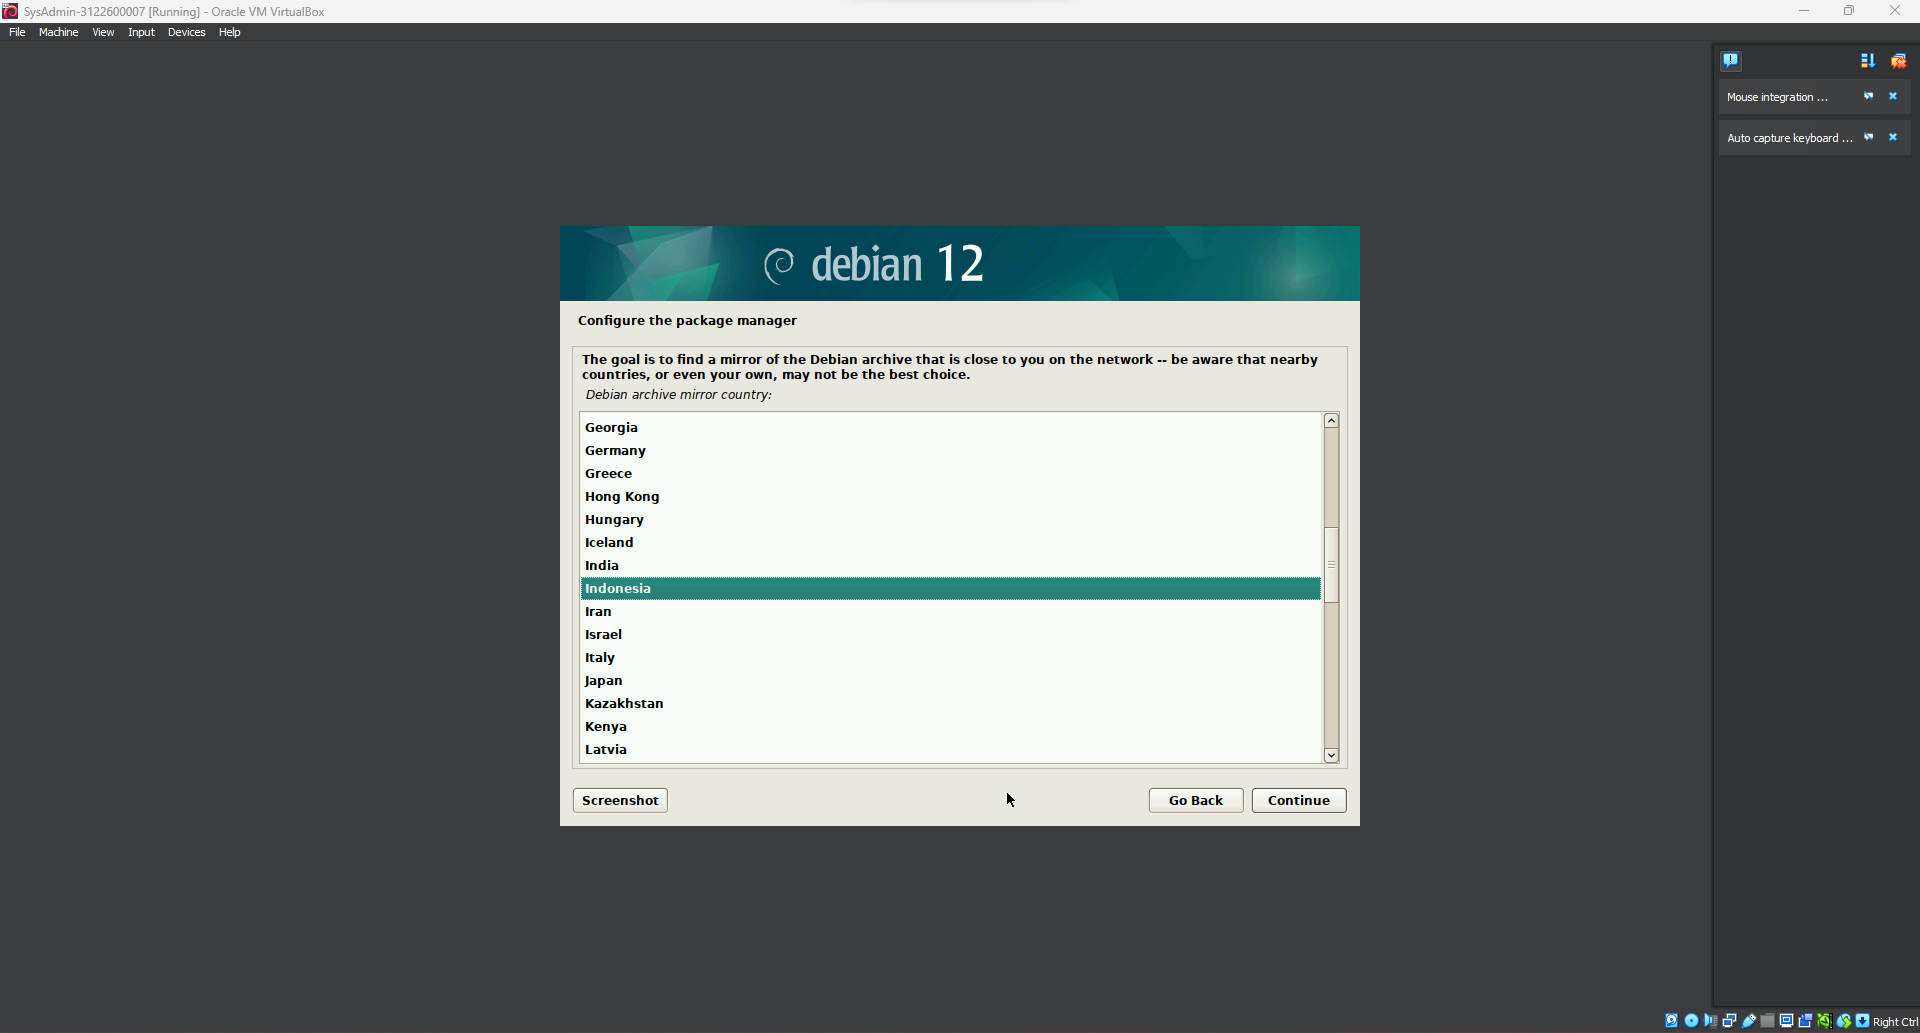 SysAdmin-3122600007 [Running] - Oracle VM VirtualBox
File Machine View Input Devices Help
Mouse integration ...
Auto capture keyboard ...
debian 12
Configure the package manager
The goal is to find a mirror of the Debian archive that is close to you on the network -- be aware that nearby
countries, or even your own, may not be the best choice.
Debian archive mirror country:
Georgia
Germany
Greece
Hong Kong
Hungary
Iceland
India
Indonesia
Iran
Israel
Italy
Japan
Kazakhstan
Kenya
Latvia
Screenshot
Go Back
Continue
Right Ctrl